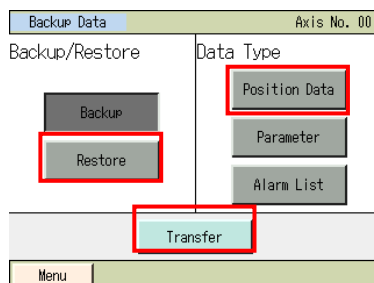 Backup Data
Axis No. 00
Backup/Restore
Data Type
Backup
Restore
Position Data
Parameter
Alarm List
Transfer
Menu